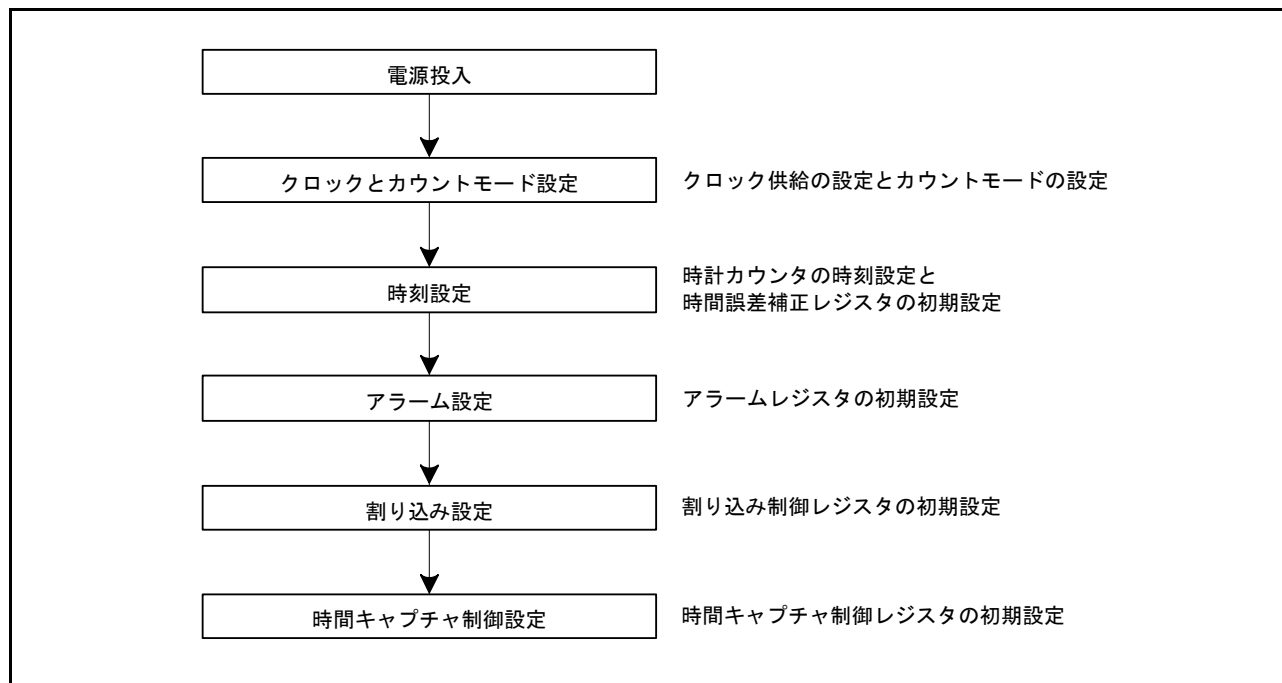 電源投入
クロックとカウントモード設定
クロック供給の設定とカウントモードの設定
時刻設定
時計カウンタの時刻設定と
時間誤差補正レジスタの初期設定
アラーム設定
アラームレジスタの初期設定
割り込み設定
割り込み制御レジスタの初期設定
時間キャプチャ制御設定
時間キャプチャ制御レジスタの初期設定